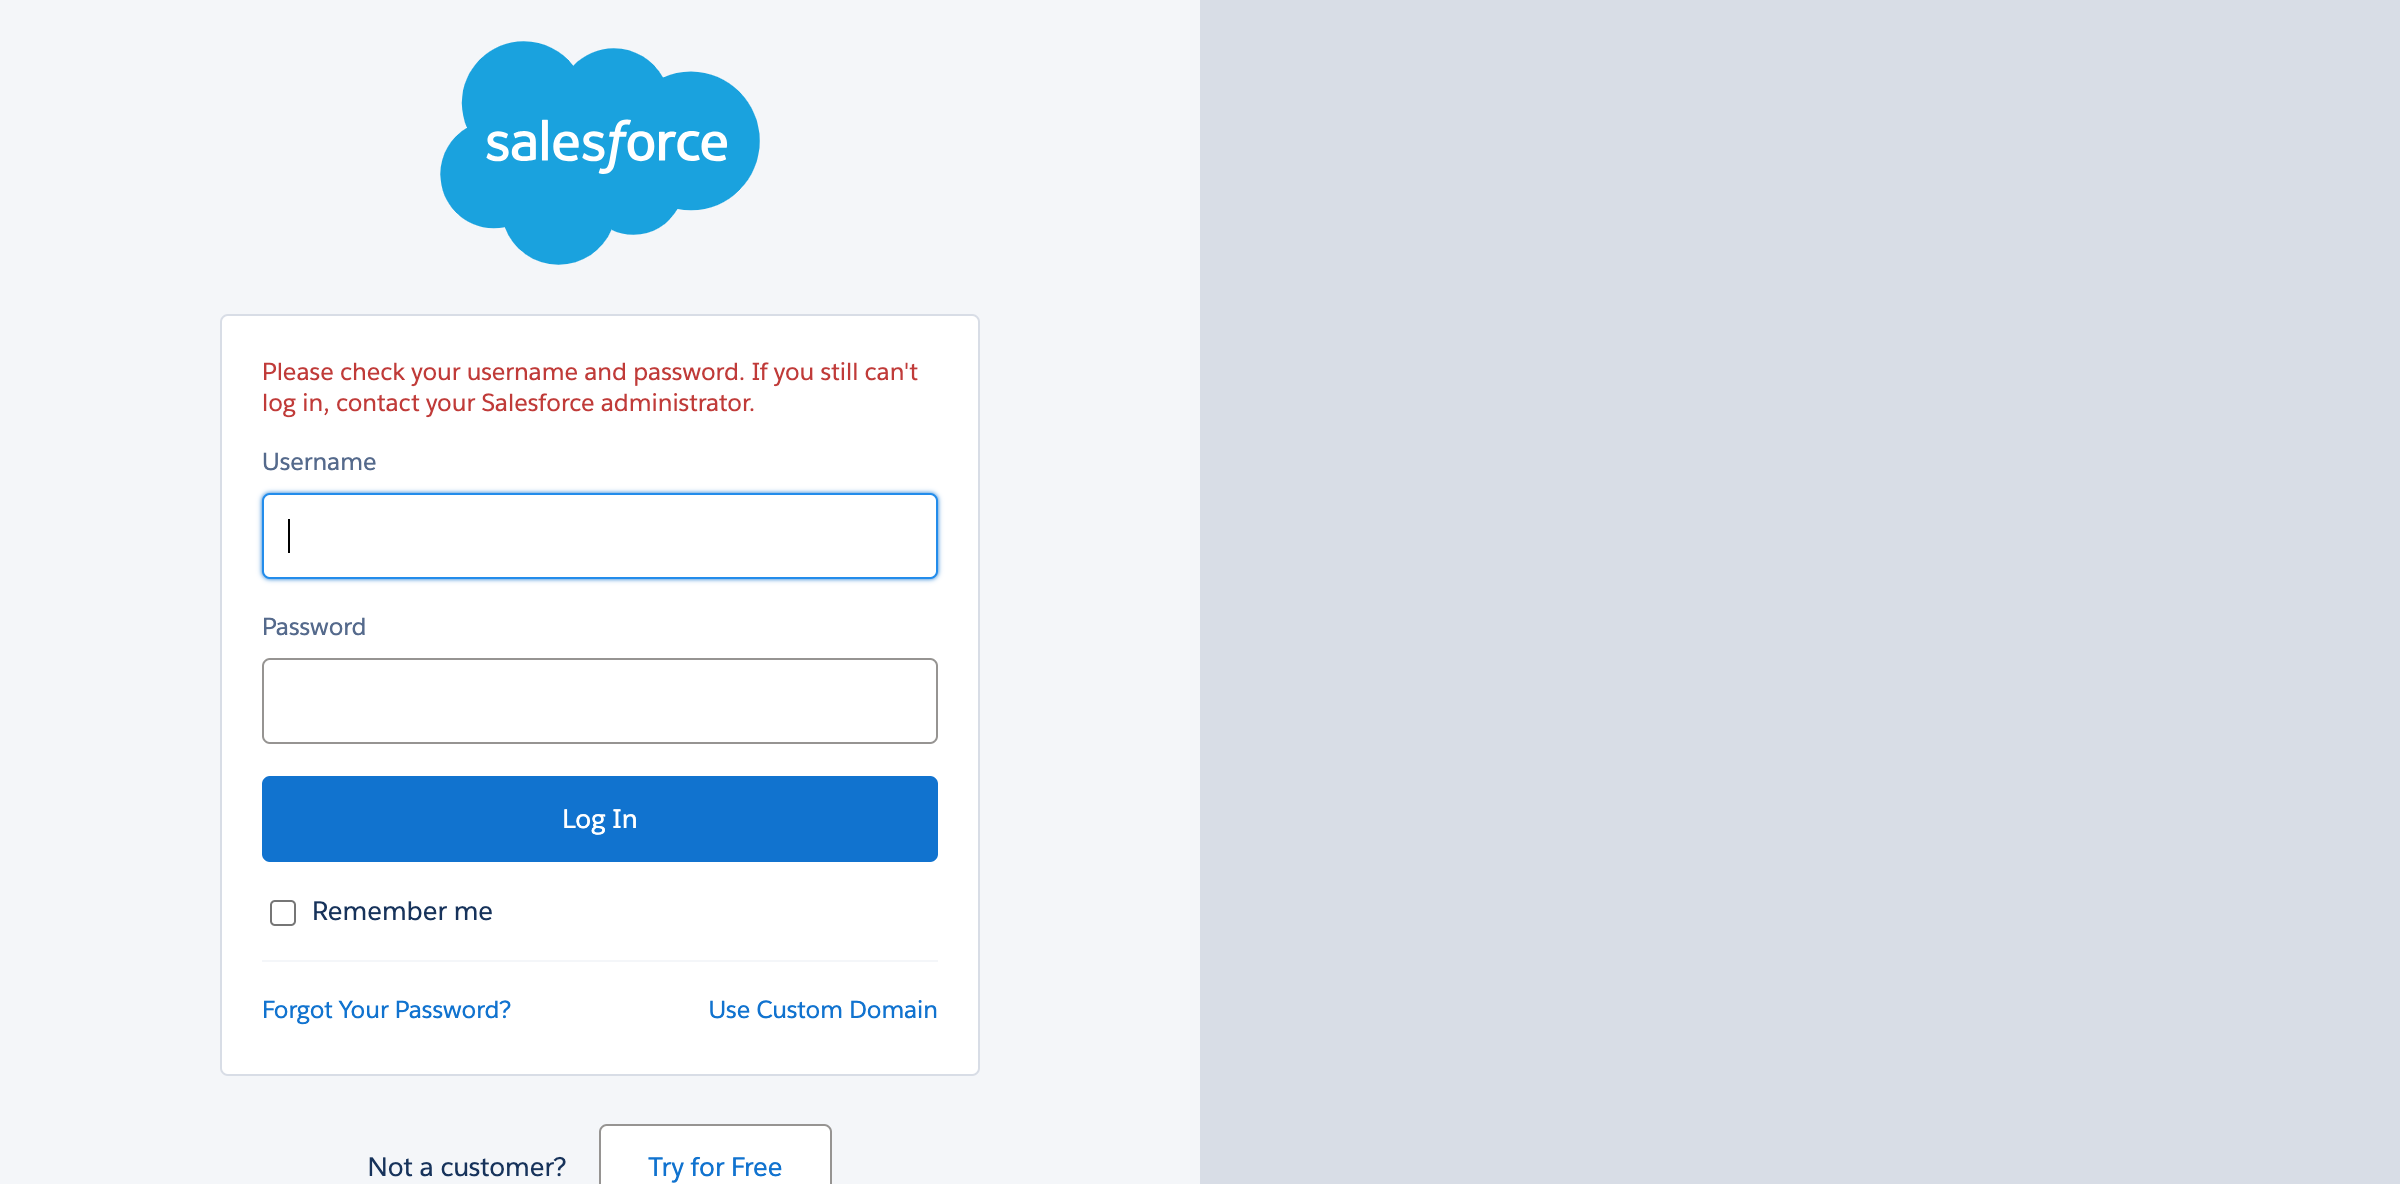 salesforce
Please check your username and password. If you still can't
log in, contact your Salesforce administrator.
Username
Password
Log In
Remember me
Forgot Your Password? Use Custom Domain
Not a customer? Try for Free